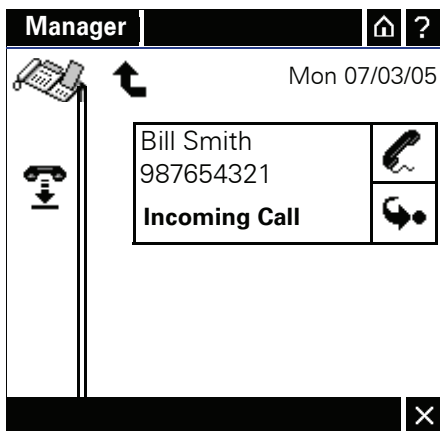 Manager ?
Mon 07/03/05
Bill Smith
987654321
Incoming Call